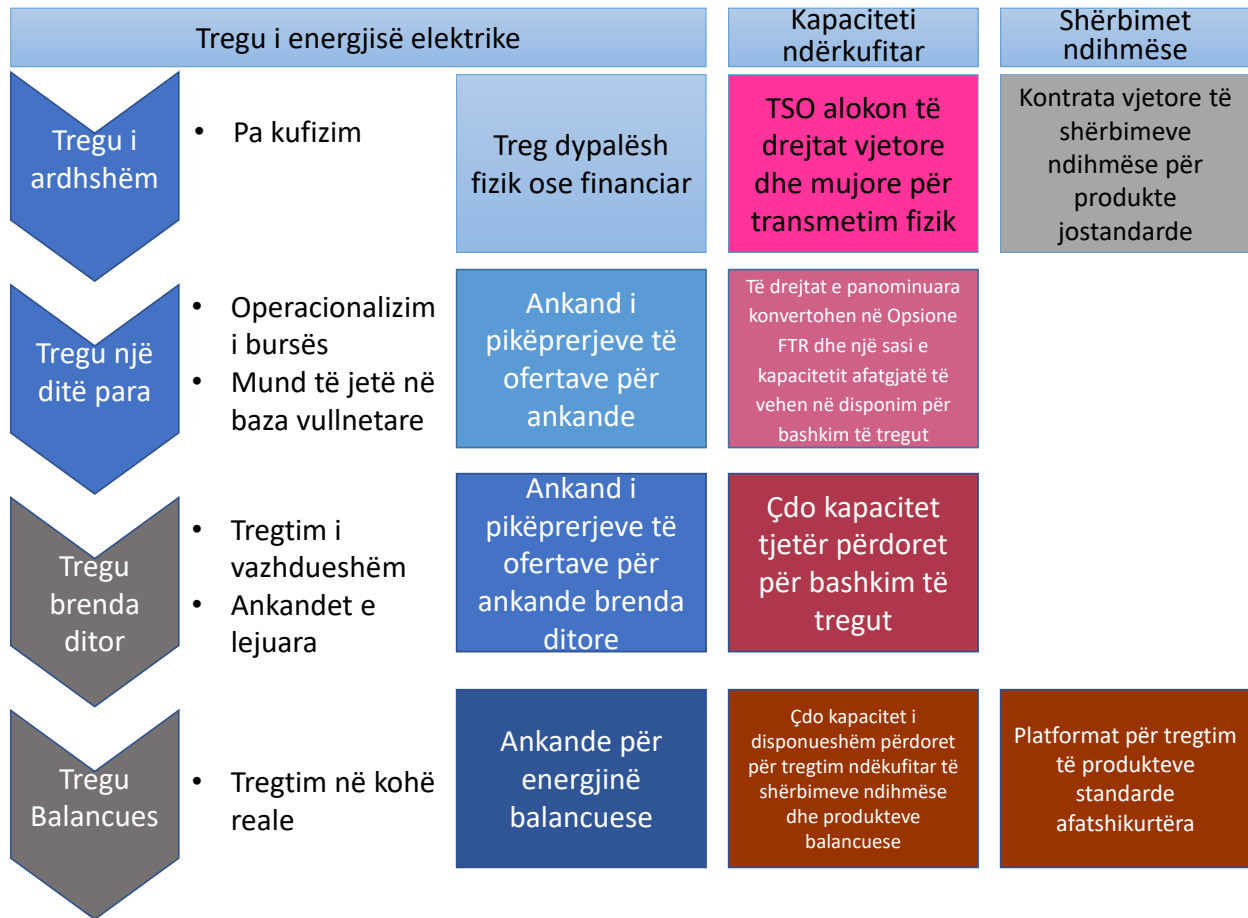 Tregu i energjisë elektrike
Kapaciteti
ndërkufitar
Shërbimet
ndihmëse
Tregu i
ardhshëm
• Pa kufizim
Treg dypalësh
fizik ose financiar
TSO alokon të
drejtat vjetore
dhe mujore për
transmetim fizik
Kontrata vjetore të
shërbimeve
ndihmëse për
produkte
jostandarde
Tregu një
ditë para
• Operacionalizim
i bursës
• Mund të jetë në
baza vullnetare
Ankand i
pikëprerjeve të
ofertave për
ankande
Të drejtat e panominuara
konvertohen në Opsione
FTR dhe një sasi e
kapacitetit afatgjatë të
vehen në disponim për
bashkim të tregut
Tregu
brenda
ditor
• Tregtim i
vazhdueshëm
• Ankandet e
lejuara
Ankand i
pikëprerjeve të
ofertave për
ankande brenda
ditore
Çdo kapacitet
tjetër përdoret
për bashkim të
tregut
Tregu
Balancues
• Tregtim në kohë
reale
Ankande për
energjinë
balancuese
Çdo kapacitet i
disponueshëm përdoret
për tregtim ndëkufitar të
shërbimeve ndihmëse
dhe produkteve
balancuese
Platformat për tregtim
të produkteve
standarde
afatshikurtëra